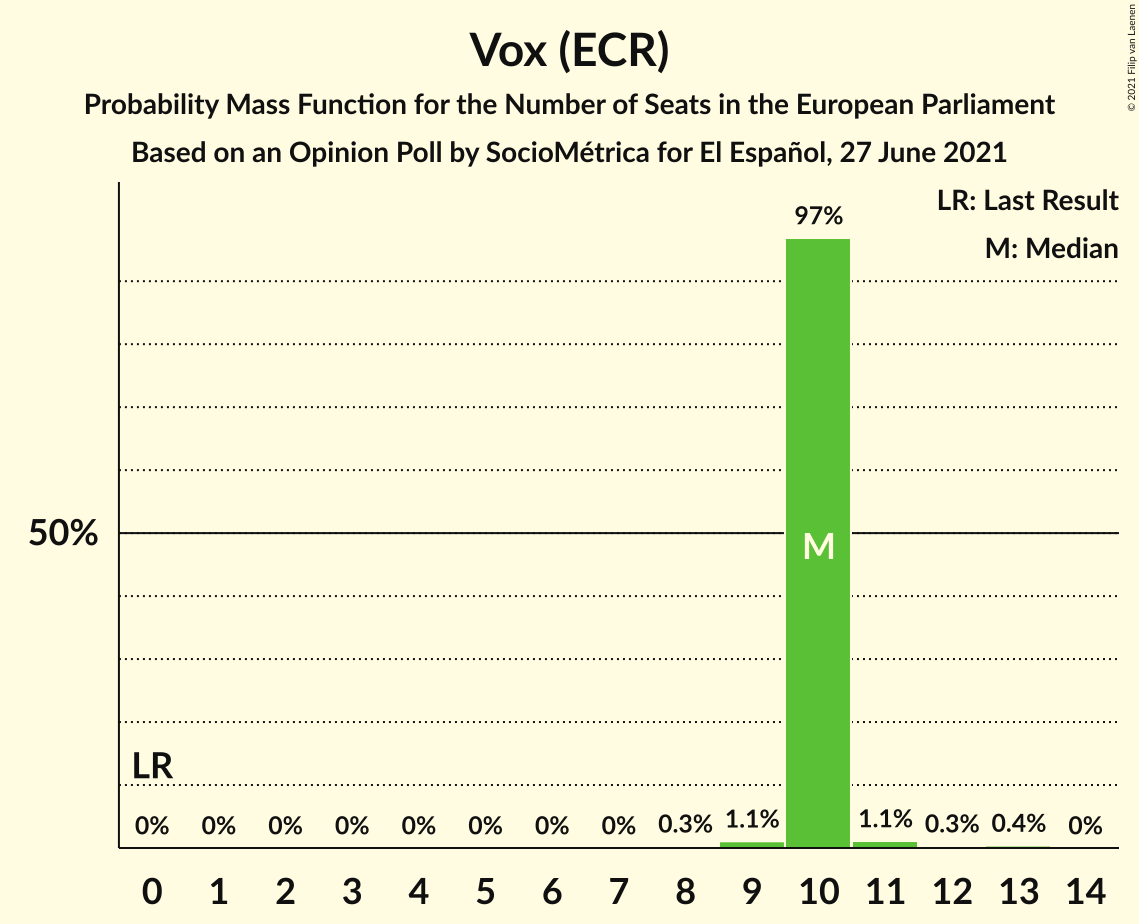 Vox (ECR)
Probability Mass Function for the Number of Seats in the European Parliament
Based on an Opinion Poll by SocioMétrica for El Español, 27 June 2021
© 2021 Filip van Laenen
LR: Last Result
M: Median
97%
50%
M
LR
0% 0% 0% 0% 0% 0% 0% 0% 0.3% 1.1% 1.1% 0.3% 0.4% 0%
0 1 2 3 4 5 6 7 8 9 10 11 12 13 14